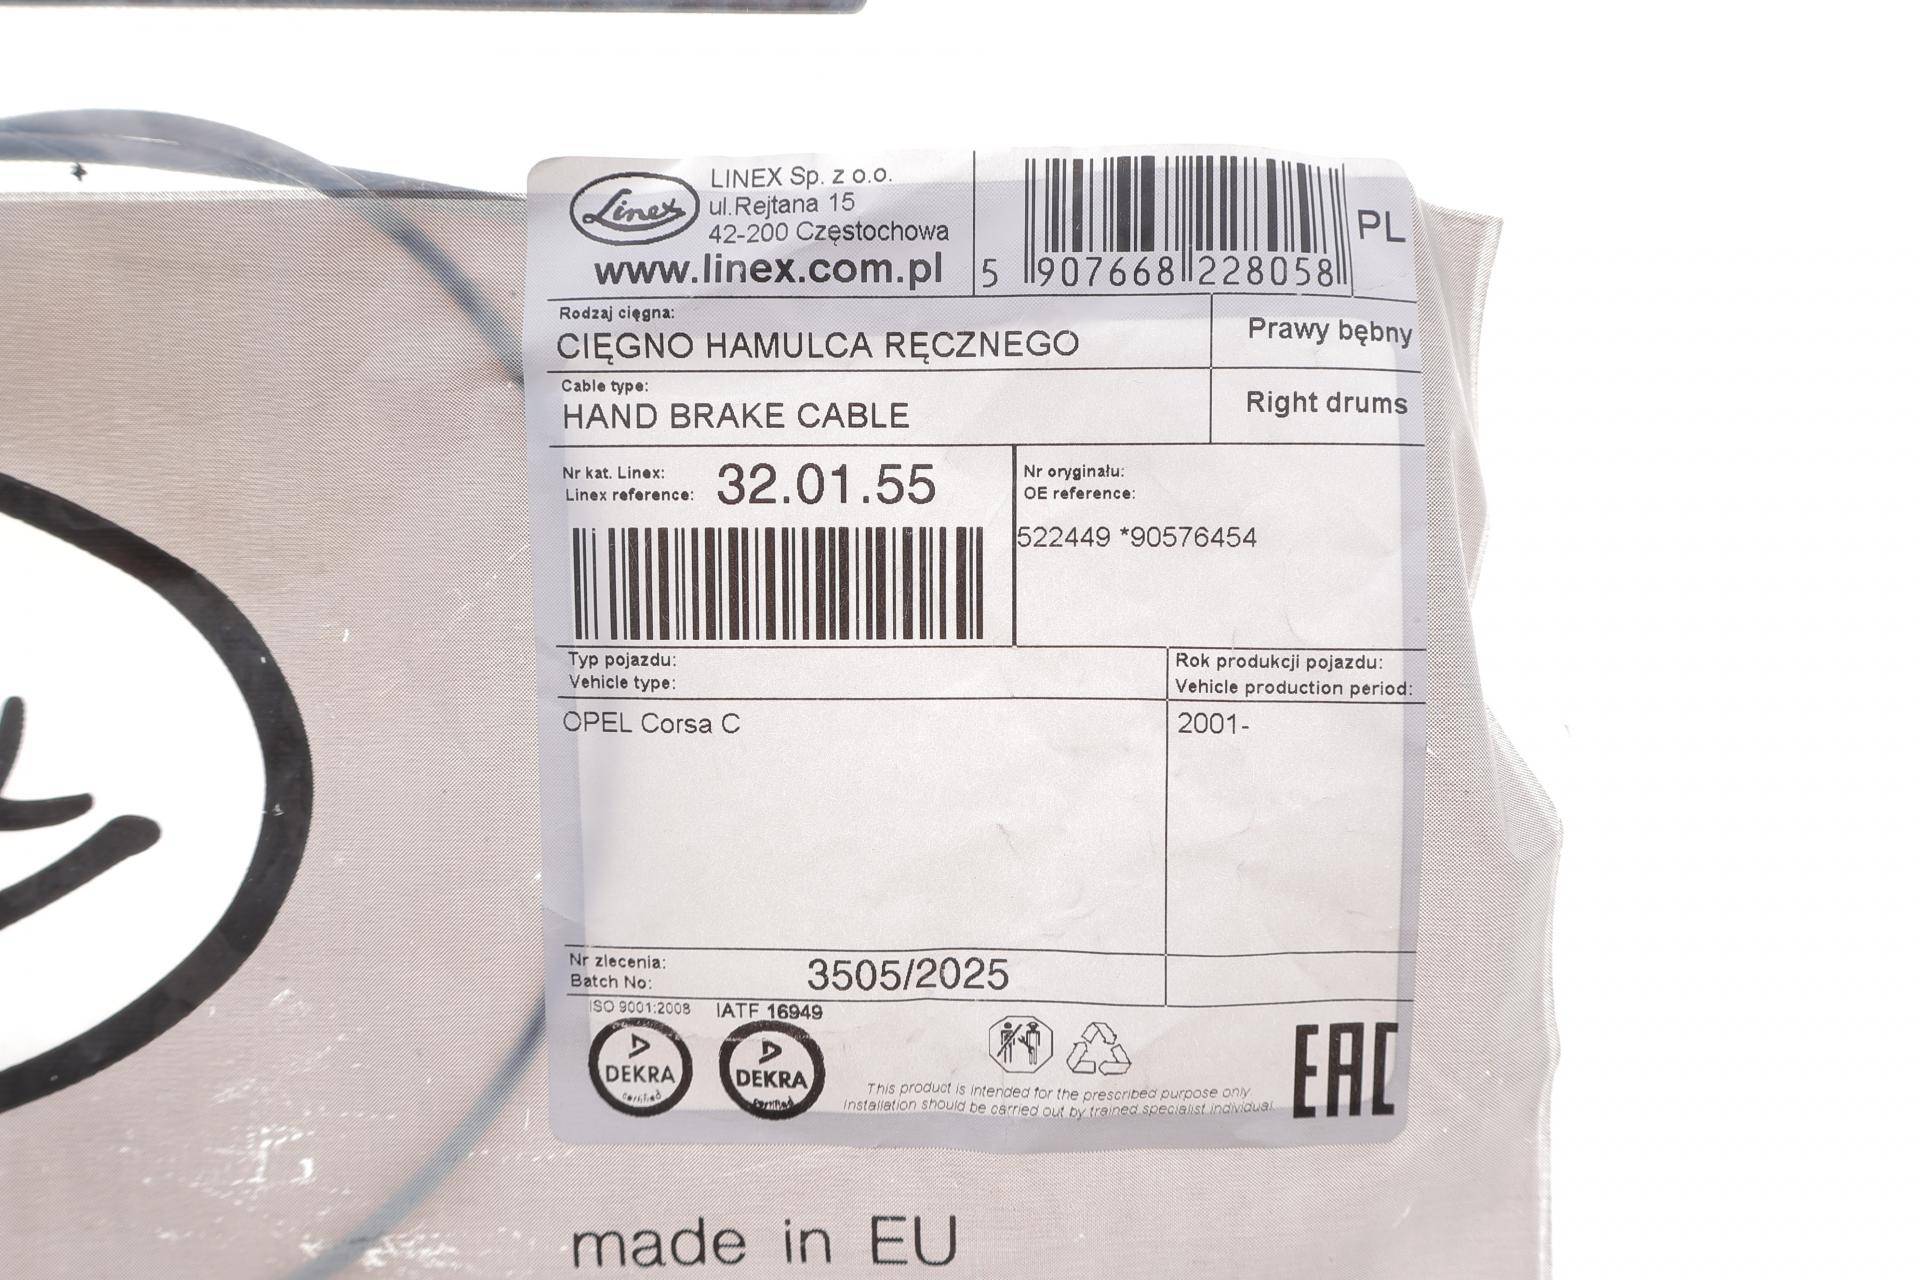 Linex
LINEX Sp. z o.o.
ul.Rejtana 15
42-200 Częstochowa
www.linex.com.pl
5 907668 228058
PL
Rodzaj cięgna:
CIĘGNO HAMULCA RĘCZNEGO
Prawy bębny
Cable type:
HAND BRAKE CABLE
Right drums
Nr kat. Linex:
Linex reference:
32.01.55
Nr oryginału:
OE reference:
522449 *90576454
Typ pojazdu:
Vehicle type:
Rok produkcji pojazdu:
Vehicle production period:
OPEL Corsa C
2001-
Nr zlecenia:
Batch No:
3505/2025
ISO 9001:2008
IATF 16949
DEKRA
certified
DEKRA
certified
This product is intended for the prescribed purpose only.
Installation should be carried out by trained specialist individual.
EAC
made in EU